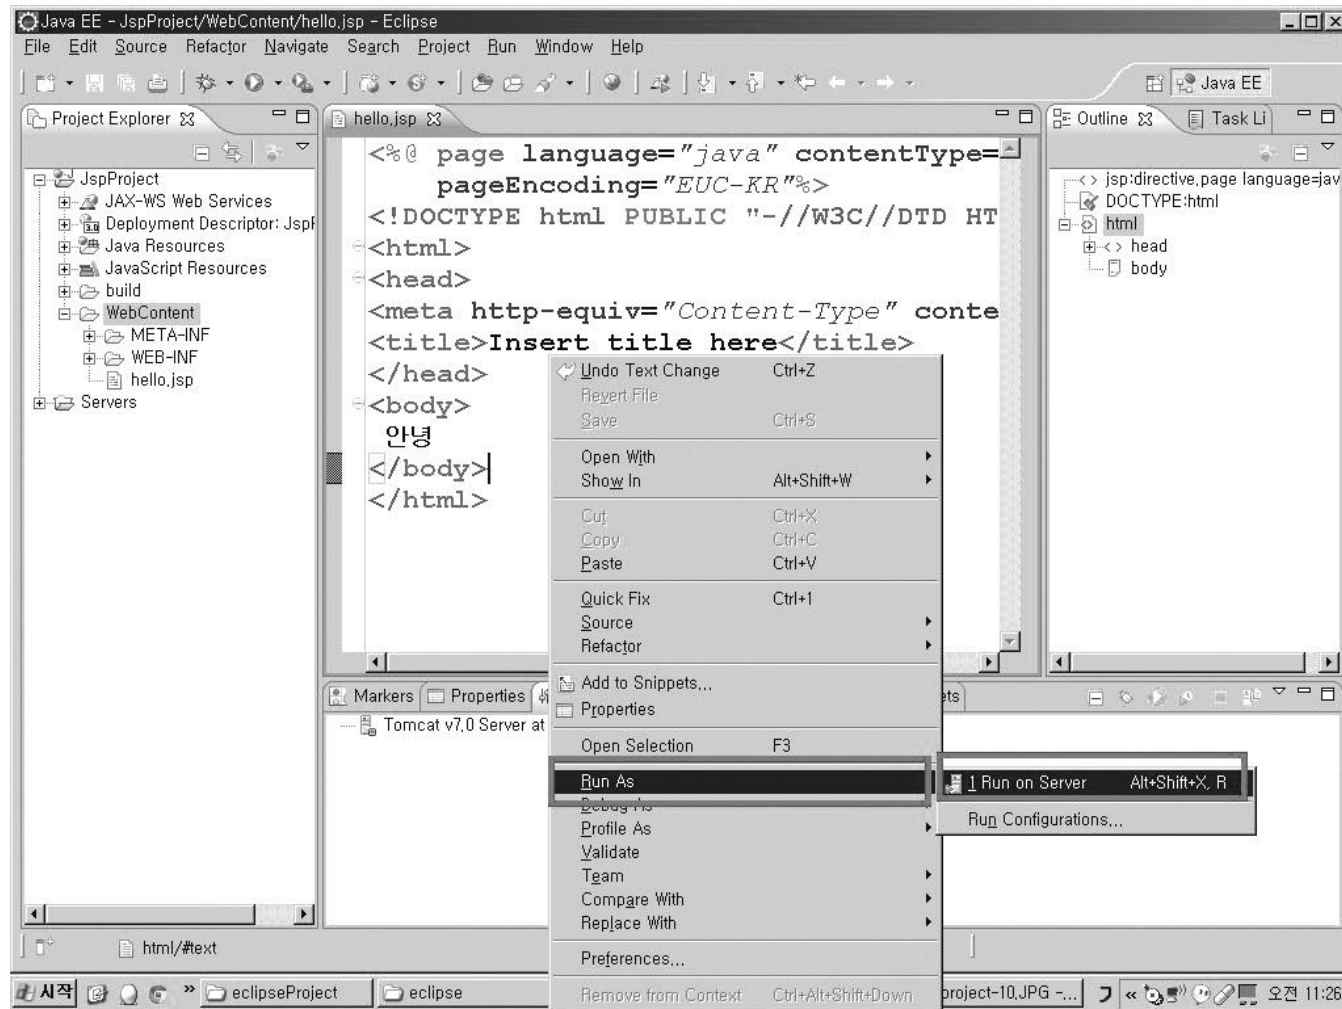 Java EE - JspProject/WebContent/hello.jsp - Eclipse
File Edit Source Refactor Navigate Search Project Run Window Help
Java EE
Project Explorer
JspProject
JAX-WS Web Services
Deployment Descriptor: JspF
Java Resources
JavaScript Resources
build
WebContent
META-INF
WEB-INF
hello.jsp
Servers
hello.jsp
<%@ page language="java" contentType=
pageEncoding="EUC-KR"%>
<!DOCTYPE html PUBLIC "-//W3C//DTD HT
<html>
<head>
<meta http-equiv="Content-Type" conte
<title>Insert title here</title>
</head>
<body>
안녕
</body>
</html>
Outline Task Li
jsp:directive.page language=jav
DOCTYPE:html
html
head
body
Markers Properties ets
Tomcat v7.0 Server at
Undo Text Change Ctrl+Z
Revert File
Save Ctrl+S
Open With
Show In Alt+Shift+W
Cut Ctrl+X
Copy Ctrl+C
Paste Ctrl+V
Quick Fix Ctrl+1
Source
Refactor
Add to Snippets...
Properties
Open Selection F3
Run As
Debug As
Profile As
Validate
Team
Compare With
Replace With
Preferences...
Remove from Context Ctrl+Alt+Shift+Down
1 Run on Server Alt+Shift+X, R
Run Configurations...
html/#text
시작 » eclipseProject eclipse project-10.JPG -... « 오전 11:26